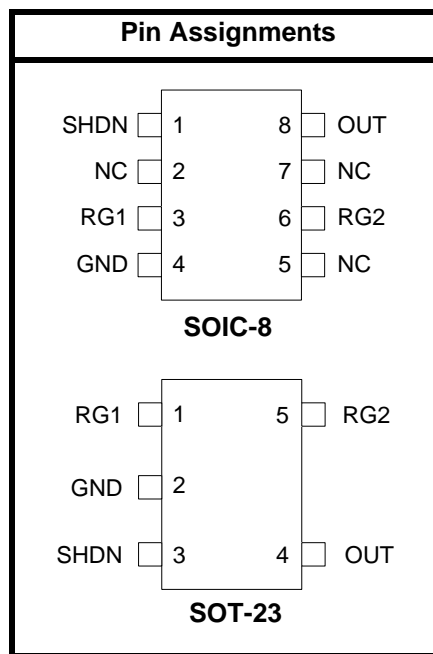 Pin Assignments
SHDN 1 8 OUT
NC 2 7 NC
RG1 3 6 RG2
GND 4 5 NC
SOIC-8
RG1 1 5 RG2
GND 2
SHDN 3 4 OUT
SOT-23